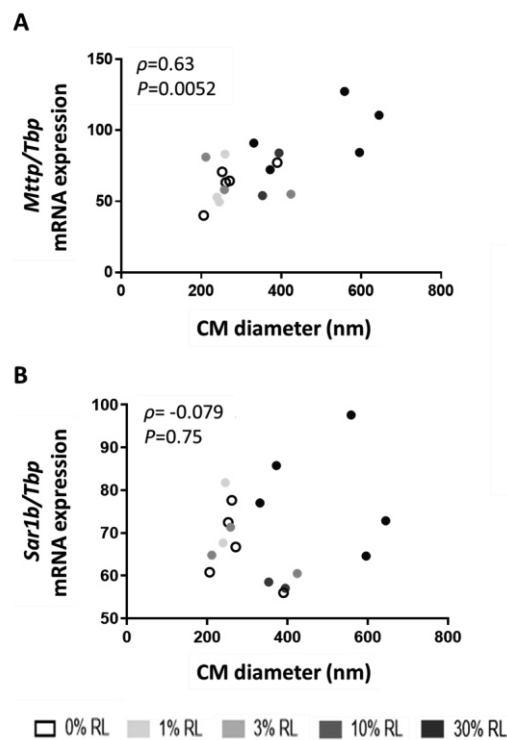 A
ρ=0.63
P=0.0052
Mttp/Tbp
mRNA expression
150
100
50
0
0 200 400 600 800
CM diameter (nm)
B
ρ= -0.079
P=0.75
Sar1b/Tbp
mRNA expression
100
90
80
70
60
50
0 200 400 600 800
CM diameter (nm)
0% RL 1% RL 3% RL 10% RL 30% RL